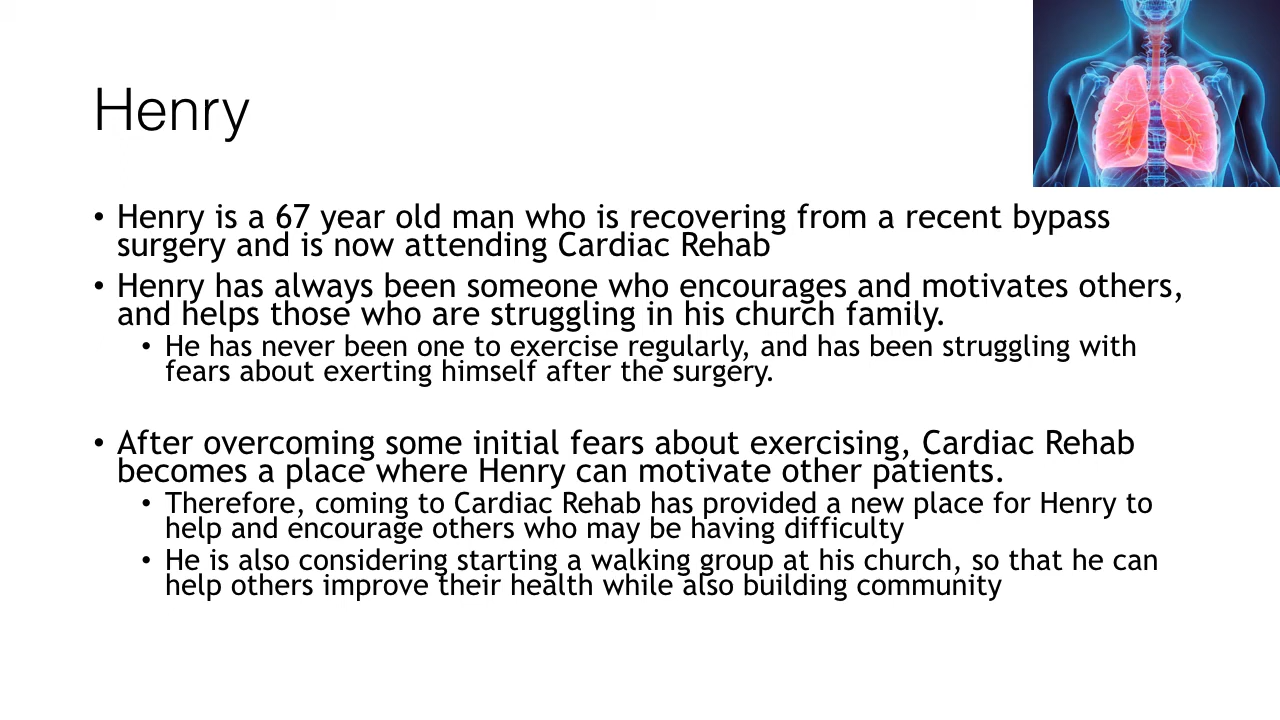 Henry
• Henry is a 67 year old man who is recovering from a recent bypass
surgery and is now attending Cardiac Rehab
• Henry has always been someone who encourages and motivates others,
and helps those who are struggling in his church family.
• He has never been one to exercise regularly, and has been struggling with
fears about exerting himself after the surgery.
• After overcoming some initial fears about exercising, Cardiac Rehab
becomes a place where Henry can motivate other patients.
• Therefore, coming to Cardiac Rehab has provided a new place for Henry to
help and encourage others who may be having difficulty
• He is also considering starting a walking group at his church, so that he can
help others improve their health while also building community